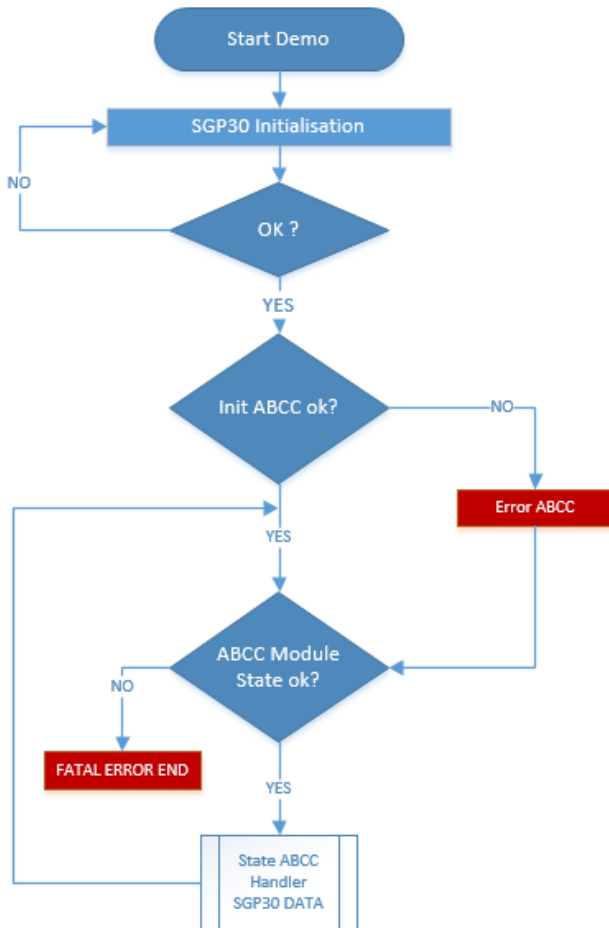 Start Demo
SGP30 Initialisation
NO
OK ?
YES
Init ABCC ok?
NO
Error ABCC
YES
ABCC Module
State ok?
NO
FATAL ERROR END
YES
State ABCC
Handler
SGP30 DATA